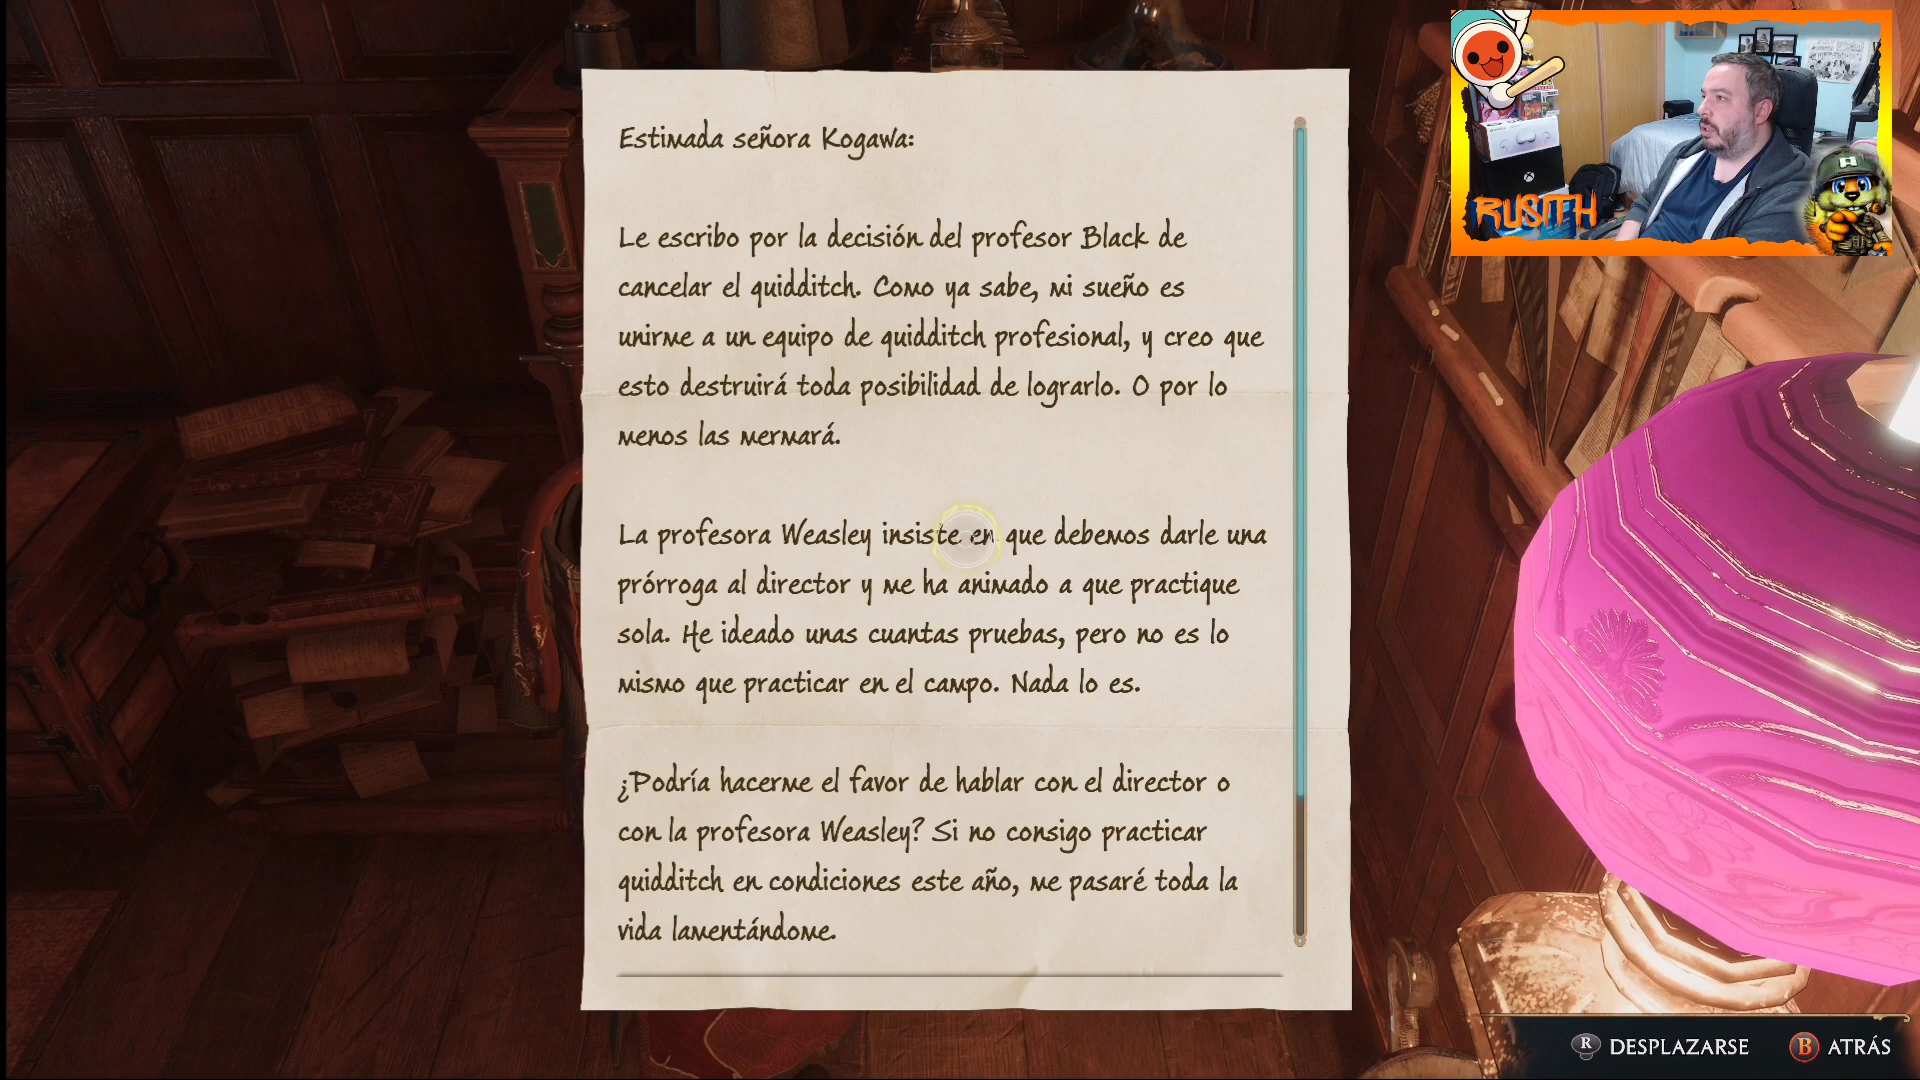 Estimada señora Kogawa:
Le escribo por la decisión del profesor Black de
cancelar el quidditch. Como ya sabe, mi sueño es
unirme a un equipo de quidditch profesional, y creo que
esto destruirá toda posibilidad de lograrlo. O por lo
menos las mermará.
La profesora Weasley insiste en que debemos darle una
prórroga al director y me ha animado a que practique
sola. He ideado unas cuantas pruebas, pero no es lo
mismo que practicar en el campo. Nada lo es.
¿Podría hacerme el favor de hablar con el director o
con la profesora Weasley? Si no consigo practicar
quidditch en condiciones este año, me pasaré toda la
vida lamentándome.
RUSITH
R DESPLAZARSE B ATRÁS